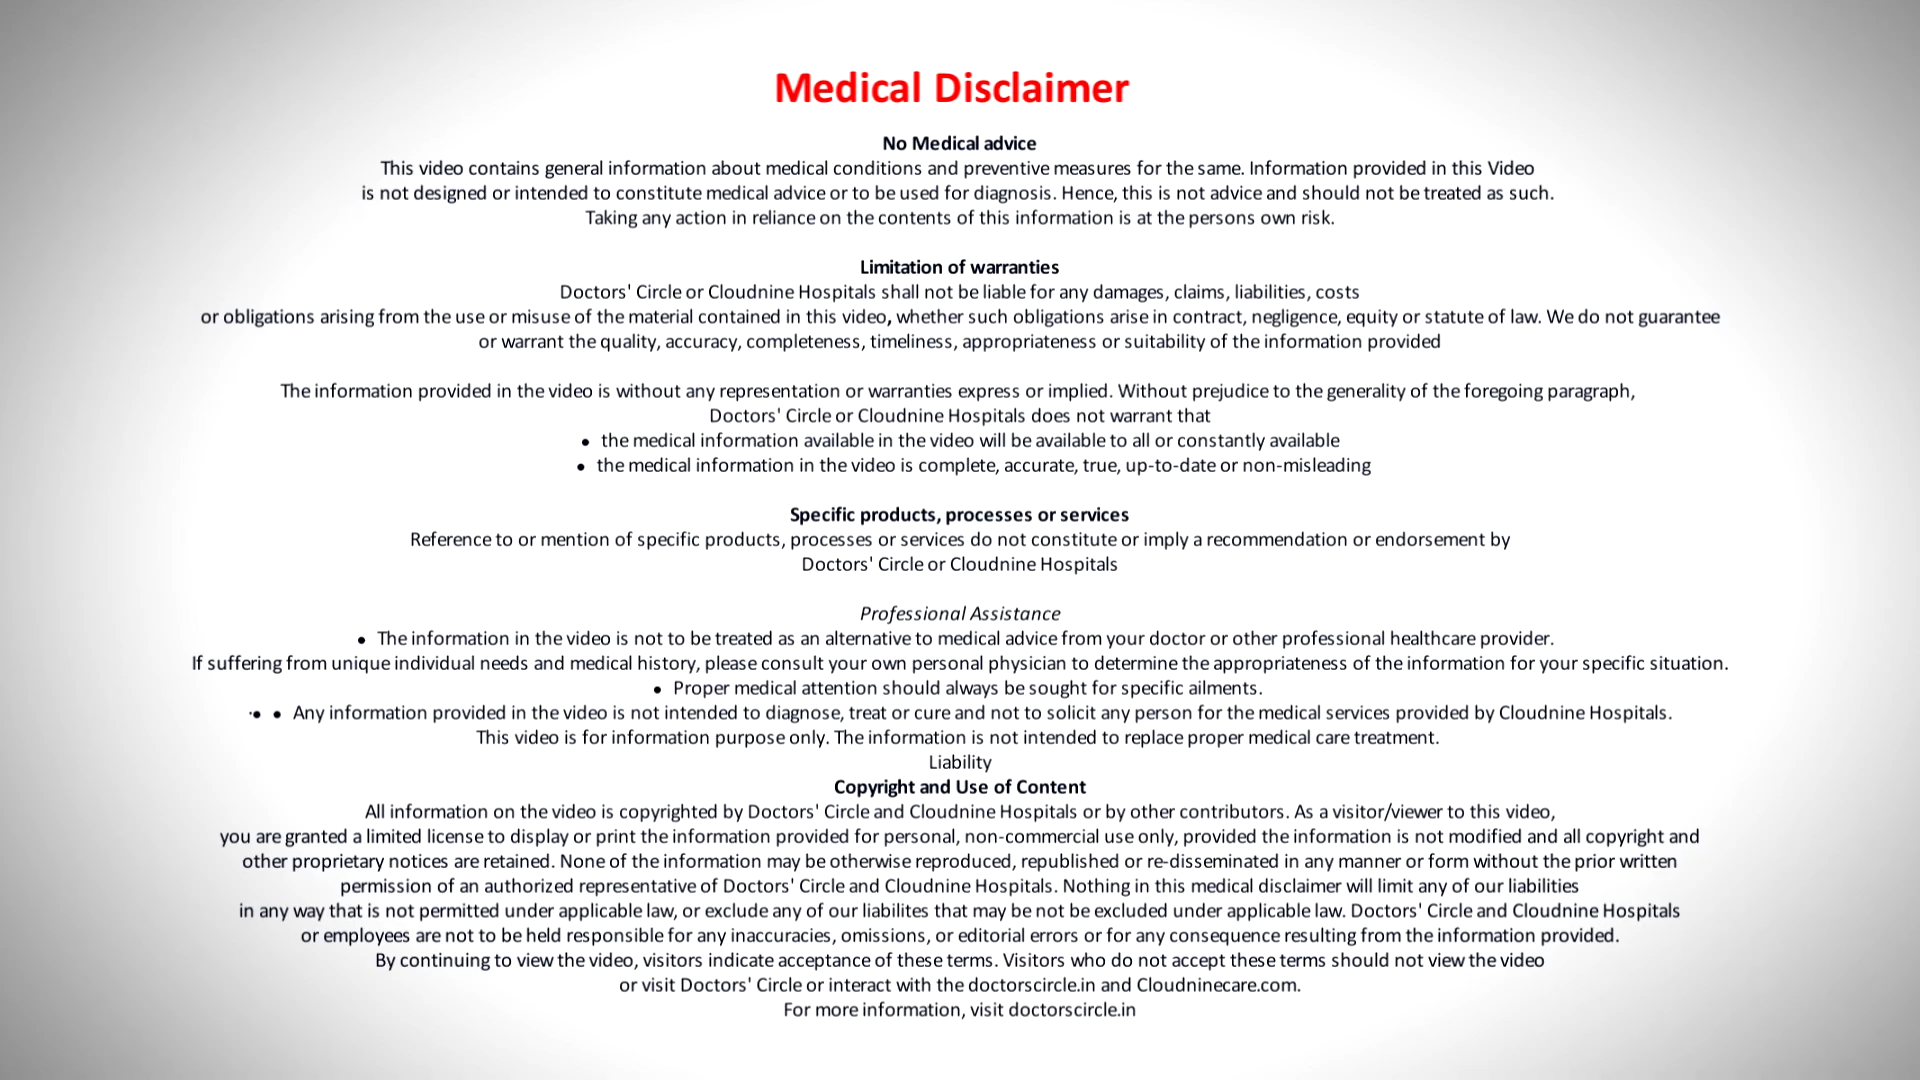 Medical Disclaimer
No Medical advice
This video contains general information about medical conditions and preventive measures for the same. Information provided in this Video
is not designed or intended to constitute medical advice or to be used for diagnosis. Hence, this is not advice and should not be treated as such.
Taking any action in reliance on the contents of this information is at the persons own risk.
Limitation of warranties
Doctors' Circle or Cloudnine Hospitals shall not be liable for any damages, claims, liabilities, costs
or obligations arising from the use or misuse of the material contained in this video, whether such obligations arise in contract, negligence, equity or statute of law. We do not guarantee
or warrant the quality, accuracy, completeness, timeliness, appropriateness or suitability of the information provided
The information provided in the video is without any representation or warranties express or implied. Without prejudice to the generality of the foregoing paragraph,
Doctors' Circle or Cloudnine Hospitals does not warrant that
• the medical information available in the video will be available to all or constantly available
• the medical information in the video is complete, accurate, true, up-to-date or non-misleading
Specific products, processes or services
Reference to or mention of specific products, processes or services do not constitute or imply a recommendation or endorsement by
Doctors' Circle or Cloudnine Hospitals
Professional Assistance
• The information in the video is not to be treated as an alternative to medical advice from your doctor or other professional healthcare provider.
If suffering from unique individual needs and medical history, please consult your own personal physician to determine the appropriateness of the information for your specific situation.
• Proper medical attention should always be sought for specific ailments.
·• • Any information provided in the video is not intended to diagnose, treat or cure and not to solicit any person for the medical services provided by Cloudnine Hospitals.
This video is for information purpose only. The information is not intended to replace proper medical care treatment.
Liability
Copyright and Use of Content
All information on the video is copyrighted by Doctors' Circle and Cloudnine Hospitals or by other contributors. As a visitor/viewer to this video,
you are granted a limited license to display or print the information provided for personal, non-commercial use only, provided the information is not modified and all copyright and
other proprietary notices are retained. None of the information may be otherwise reproduced, republished or re-disseminated in any manner or form without the prior written
permission of an authorized representative of Doctors' Circle and Cloudnine Hospitals. Nothing in this medical disclaimer will limit any of our liabilities
in any way that is not permitted under applicable law, or exclude any of our liabilites that may be not be excluded under applicable law. Doctors' Circle and Cloudnine Hospitals
or employees are not to be held responsible for any inaccuracies, omissions, or editorial errors or for any consequence resulting from the information provided.
By continuing to view the video, visitors indicate acceptance of these terms. Visitors who do not accept these terms should not view the video
or visit Doctors' Circle or interact with the doctorscircle.in and Cloudninecare.com.
For more information, visit doctorscircle.in